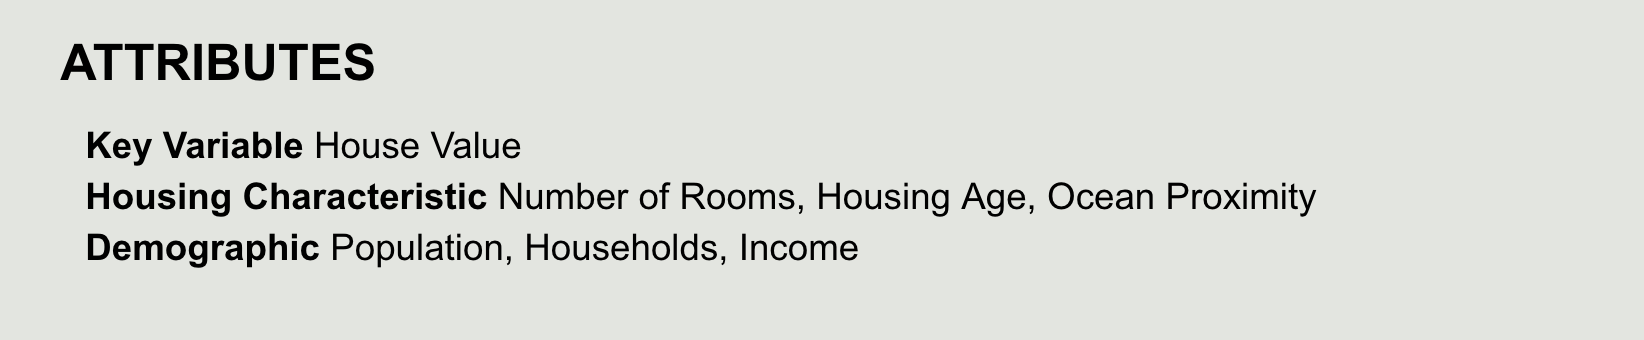 ATTRIBUTES
Key Variable House Value
Housing Characteristic Number of Rooms, Housing Age, Ocean Proximity
Demographic Population, Households, Income